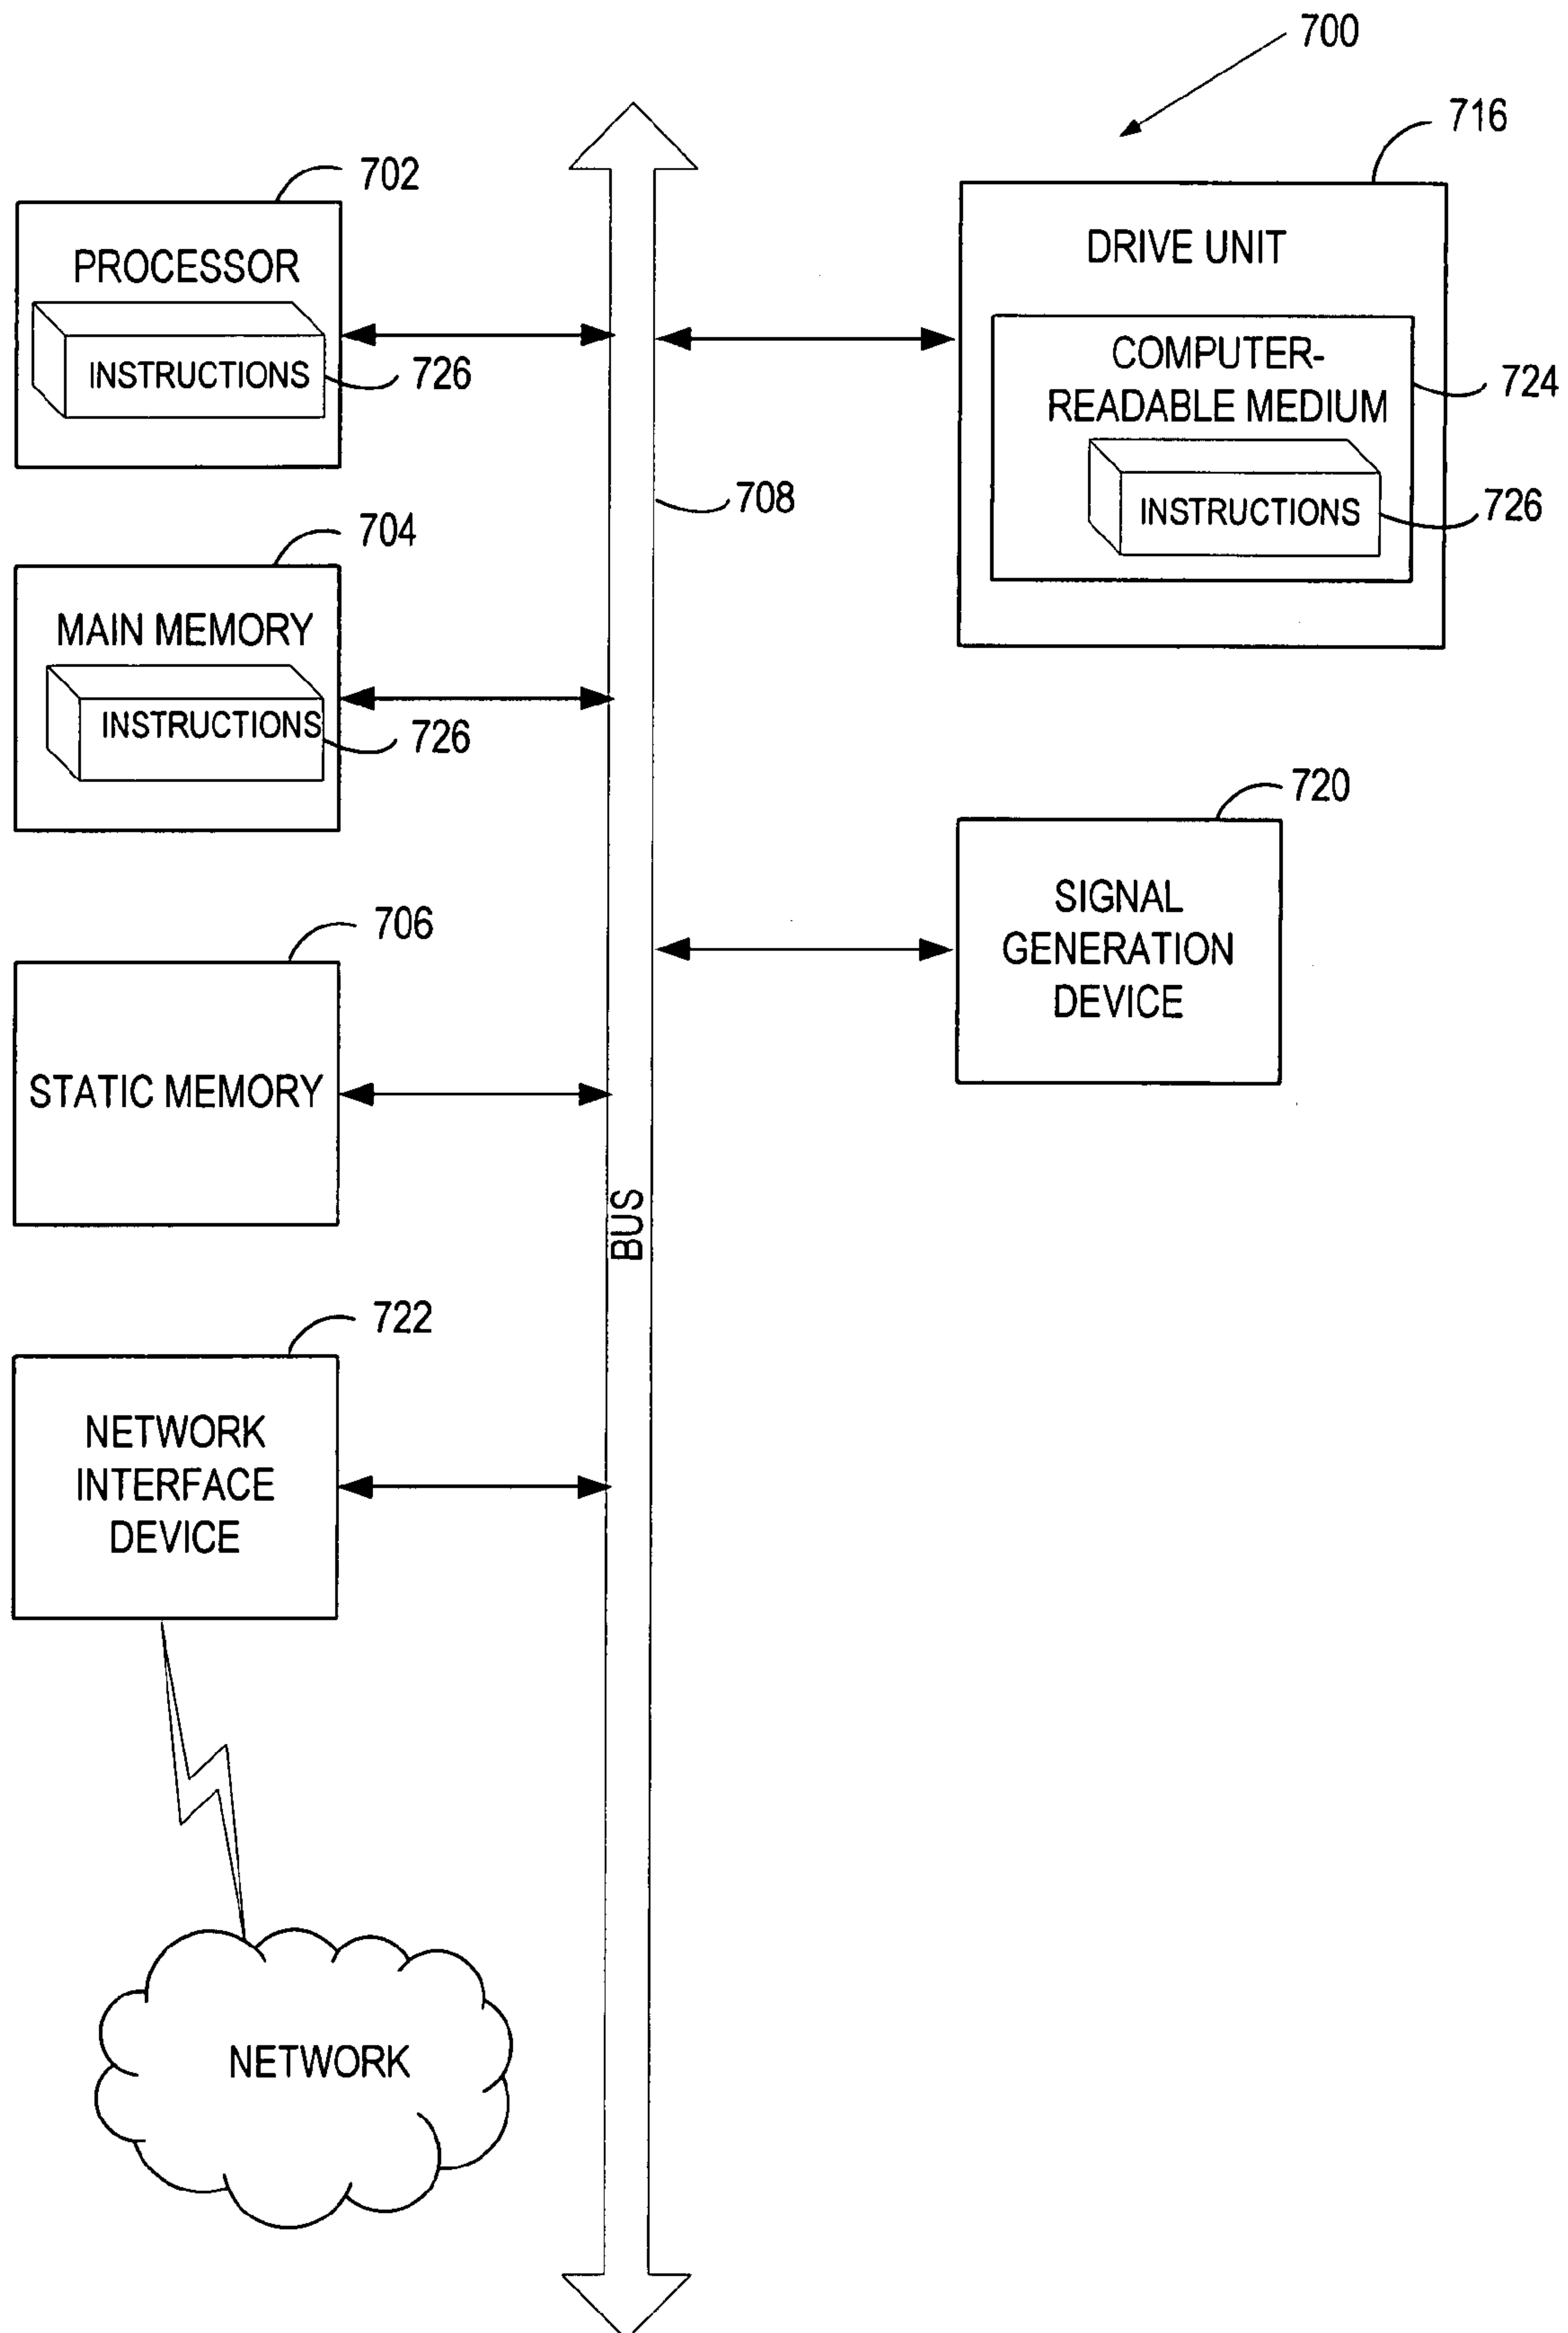 700
716
702
PROCESSOR
INSTRUCTIONS
726
DRIVE UNIT
COMPUTER-
READABLE MEDIUM
724
INSTRUCTIONS
726
708
704
MAIN MEMORY
INSTRUCTIONS
726
720
SIGNAL
GENERATION
DEVICE
706
STATIC MEMORY
BUS
722
NETWORK
INTERFACE
DEVICE
NETWORK